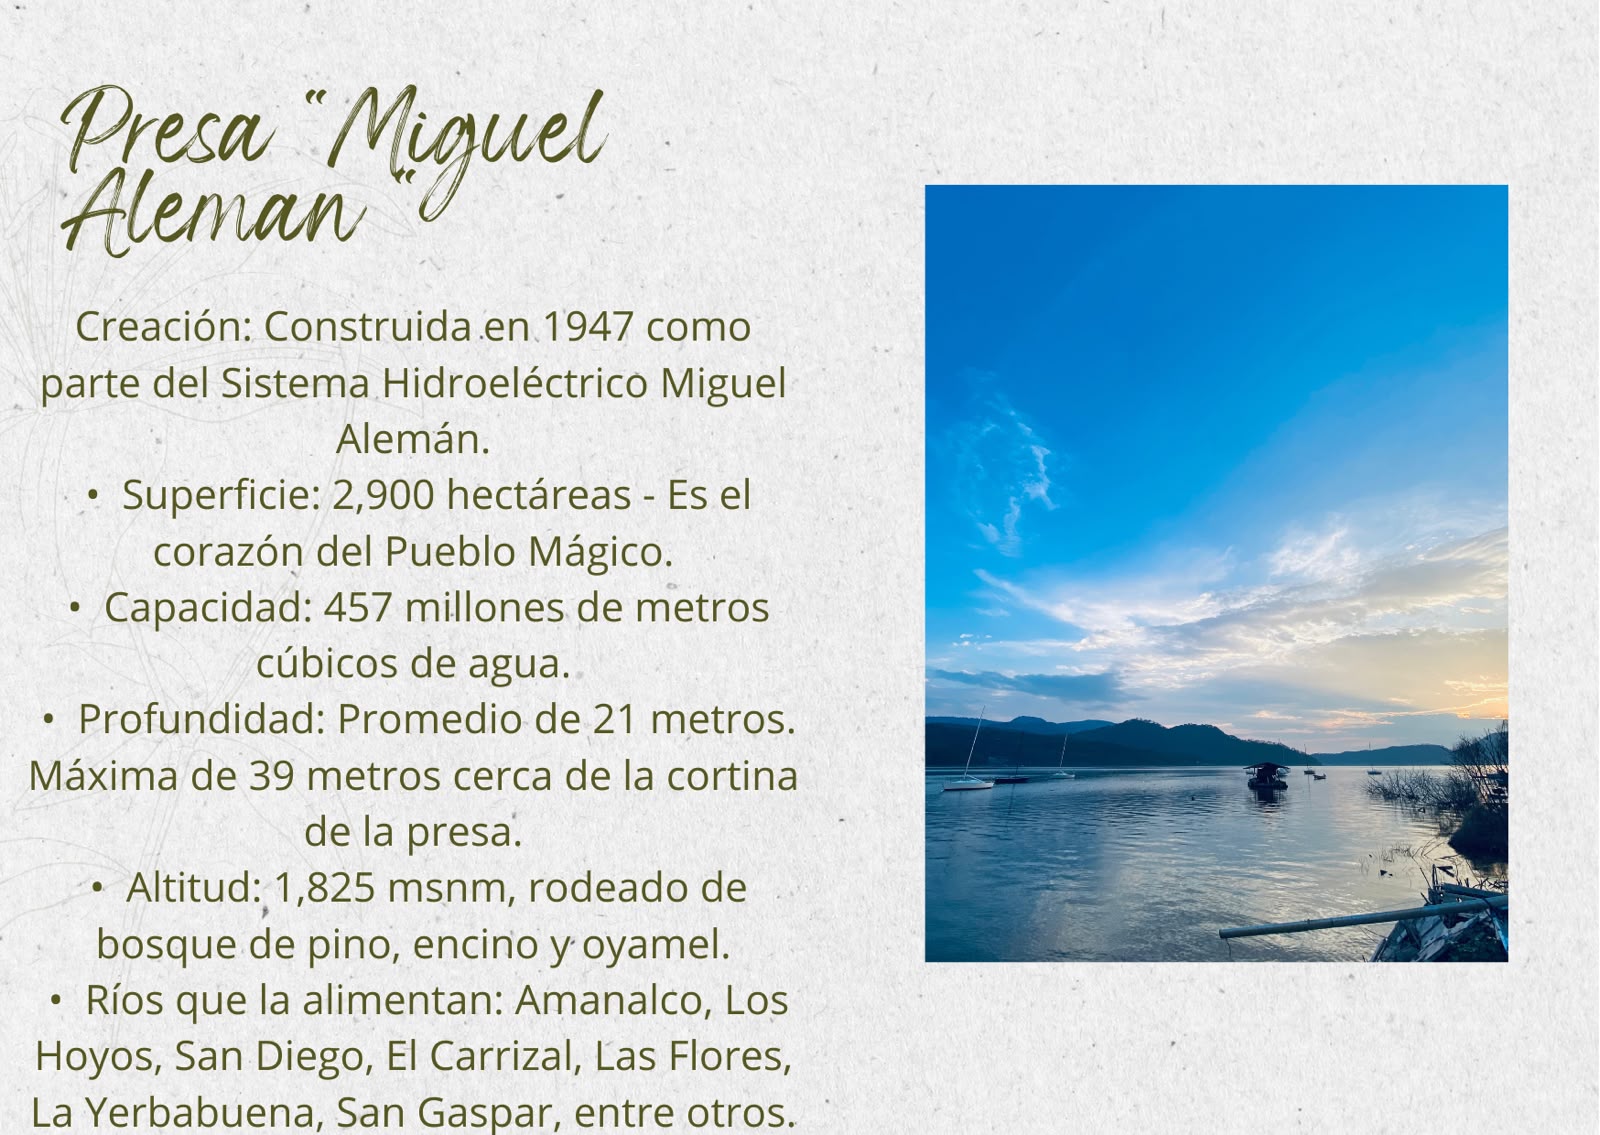 Presa “Miguel
Aleman“
Creación: Construida en 1947 como
parte del Sistema Hidroeléctrico Miguel
Alemán.
• Superficie: 2,900 hectáreas - Es el
corazón del Pueblo Mágico.
• Capacidad: 457 millones de metros
cúbicos de agua.
• Profundidad: Promedio de 21 metros.
Máxima de 39 metros cerca de la cortina
de la presa.
• Altitud: 1,825 msnm, rodeado de
bosque de pino, encino y oyamel.
• Ríos que la alimentan: Amanalco, Los
Hoyos, San Diego, El Carrizal, Las Flores,
La Yerbabuena, San Gaspar, entre otros.